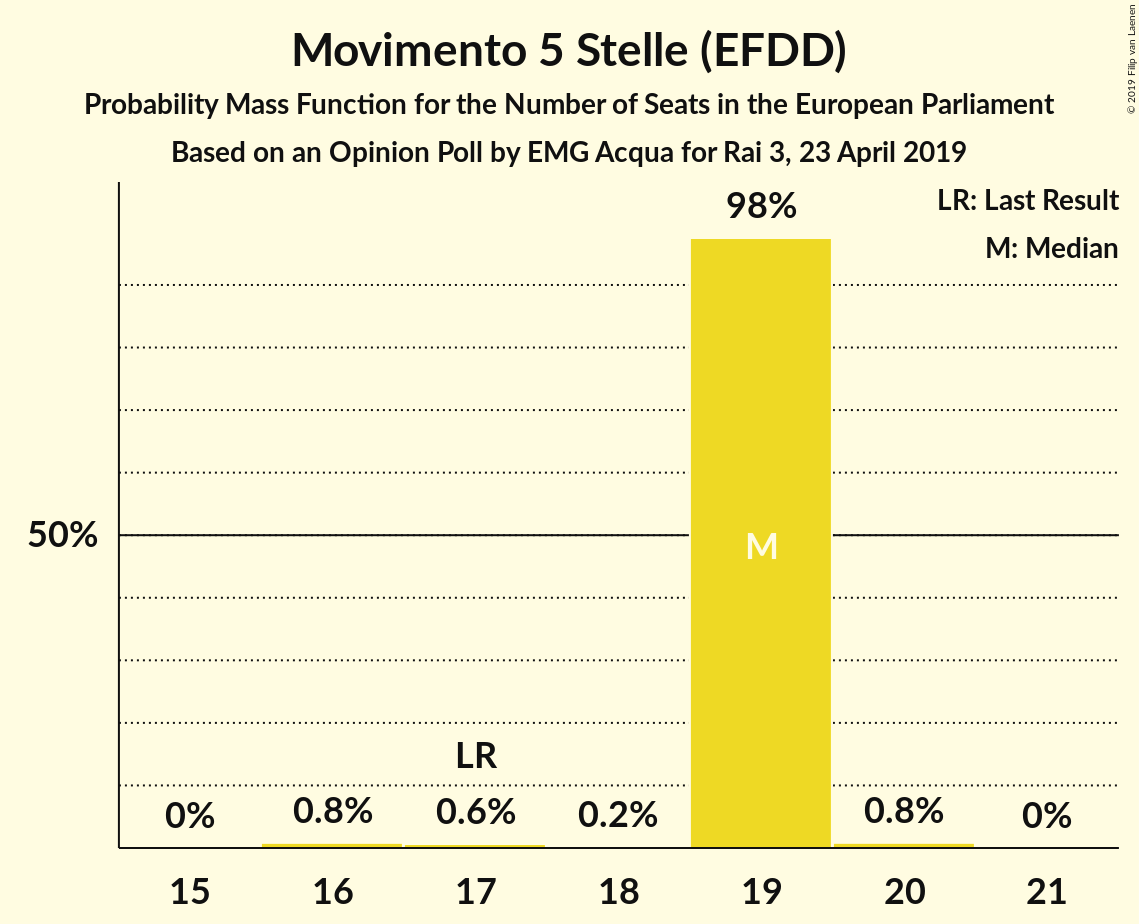 Movimento 5 Stelle (EFDD)
Probability Mass Function for the Number of Seats in the European Parliament
Based on an Opinion Poll by EMG Acqua for Rai 3, 23 April 2019
© 2019 Filip van Laenen
LR: Last Result
M: Median
98%
50%
M
LR
0%
0.8%
0.6%
0.2%
0.8%
0%
15 16 17 18 19 20 21